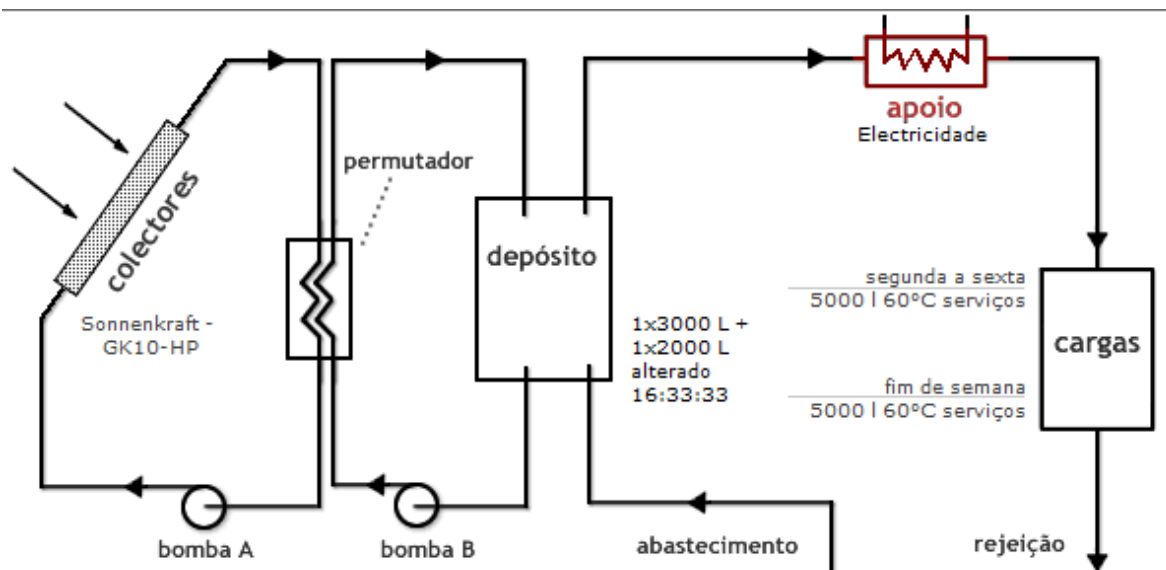 apoio
Electricidade
permutador
colectores
depósito
segunda a sexta
5000 l 60ºC serviços
Sonnenkraft -
GK10-HP
1x3000 L +
1x2000 L
alterado
16:33:33
cargas
fim de semana
5000 l 60ºC serviços
bomba A
bomba B
abastecimento
rejeição